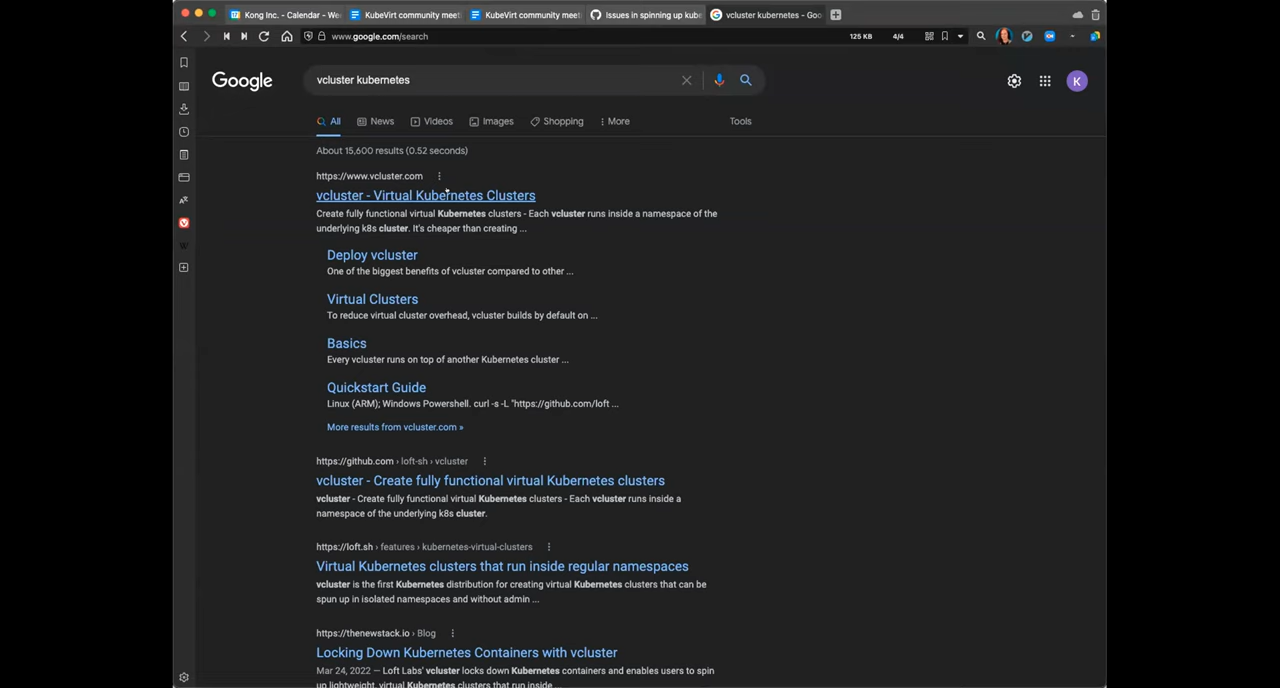 Kong Inc. - Calendar - We
KubeVirt community meet
KubeVirt community meet
Issues in spinning up kube
vcluster kubernetes - Goo
www.google.com/search
125 KB
4/4
Google
vcluster kubernetes
K
All
News
Videos
Images
Shopping
More
Tools
About 15,600 results (0.52 seconds)
https://www.vcluster.com
vcluster - Virtual Kubernetes Clusters
Create fully functional virtual Kubernetes clusters - Each vcluster runs inside a namespace of the
underlying k8s cluster. It's cheaper than creating ...
Deploy vcluster
One of the biggest benefits of vcluster compared to other ...
Virtual Clusters
To reduce virtual cluster overhead, vcluster builds by default on ...
Basics
Every vcluster runs on top of another Kubernetes cluster ...
Quickstart Guide
Linux (ARM); Windows Powershell. curl -s -L "https://github.com/loft ...
More results from vcluster.com »
https://github.com › loft-sh › vcluster
vcluster - Create fully functional virtual Kubernetes clusters
vcluster - Create fully functional virtual Kubernetes clusters - Each vcluster runs inside a
namespace of the underlying k8s cluster.
https://loft.sh › features › kubernetes-virtual-clusters
Virtual Kubernetes clusters that run inside regular namespaces
vcluster is the first Kubernetes distribution for creating virtual Kubernetes clusters that can be
spun up in isolated namespaces and without admin ...
https://thenewstack.io › Blog
Locking Down Kubernetes Containers with vcluster
Mar 24, 2022 — Loft Labs' vcluster locks down Kubernetes containers and enables users to spin
up lightweight, virtual Kubernetes clusters that run inside ...